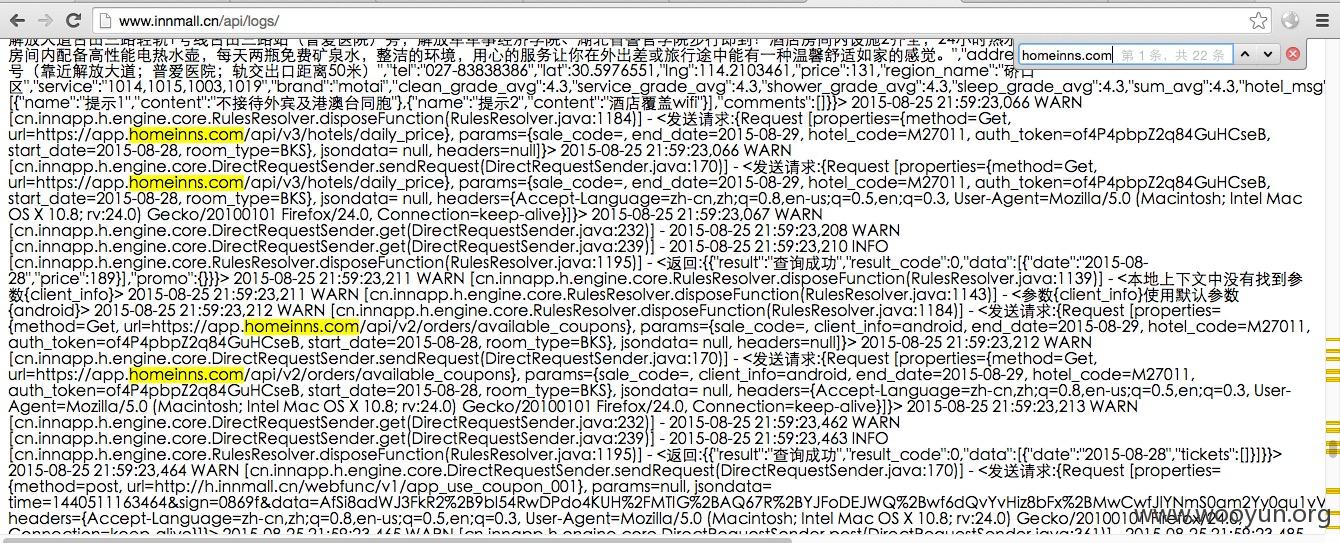 www.innmall.cn/api/logs/
homeinns.com 第 1 条，共 22 条
房间内配备高性能电热水壶，每天两瓶免费矿泉水，整洁的环境，用心的服务让你在外出差或旅途中能有一种温馨舒适如家的感觉。","addre
号（靠近解放大道；普爱医院；轨交出口距离50米）","tel":"027-83838386","lat":30.5976551,"lng":114.2103461,"price":131,"region_name":"硚口
区","service":"1014,1015,1003,1019","brand":"motai","clean_grade_avg":4.3,"service_grade_avg":4.3,"shower_grade_avg":4.3,"sleep_grade_avg":4.3,"sum_avg":4.3,"hotel_msg"
[{"name":"提示1","content":"不接待外宾及港澳台同胞"},{"name":"提示2","content":"酒店覆盖wifi"}],"comments":[]}}> 2015-08-25 21:59:23,066 WARN
[cn.innapp.h.engine.core.RulesResolver.disposeFunction(RulesResolver.java:1184)] - <发送请求:{Request [properties={method=Get,
url=https://app.homeinns.com/api/v3/hotels/daily_price}, params={sale_code=, end_date=2015-08-29, hotel_code=M27011, auth_token=of4P4pbpZ2q84GuHCseB,
start_date=2015-08-28, room_type=BKS}, jsondata= null, headers=null]}> 2015-08-25 21:59:23,066 WARN
[cn.innapp.h.engine.core.DirectRequestSender.sendRequest(DirectRequestSender.java:170)] - <发送请求:{Request [properties={method=Get,
url=https://app.homeinns.com/api/v3/hotels/daily_price}, params={sale_code=, end_date=2015-08-29, hotel_code=M27011, auth_token=of4P4pbpZ2q84GuHCseB,
start_date=2015-08-28, room_type=BKS}, jsondata= null, headers={Accept-Language=zh-cn,zh;q=0.8,en-us;q=0.5,en;q=0.3, User-Agent=Mozilla/5.0 (Macintosh; Intel Mac
OS X 10.8; rv:24.0) Gecko/20100101 Firefox/24.0, Connection=keep-alive}]}> 2015-08-25 21:59:23,067 WARN
[cn.innapp.h.engine.core.DirectRequestSender.get(DirectRequestSender.java:232)] - 2015-08-25 21:59:23,208 WARN
[cn.innapp.h.engine.core.DirectRequestSender.get(DirectRequestSender.java:239)] - 2015-08-25 21:59:23,210 INFO
[cn.innapp.h.engine.core.RulesResolver.disposeFunction(RulesResolver.java:1195)] - <返回:{{"result":"查询成功","result_code":0,"data":[{"date":"2015-08-
28","price":189}],"promo":{}}}> 2015-08-25 21:59:23,211 WARN [cn.innapp.h.engine.core.RulesResolver.disposeFunction(RulesResolver.java:1139)] - <本地上下文中没有找到参
数{client_info}> 2015-08-25 21:59:23,211 WARN [cn.innapp.h.engine.core.RulesResolver.disposeFunction(RulesResolver.java:1143)] - <参数{client_info}使用默认参数
{android}> 2015-08-25 21:59:23,211 WARN [cn.innapp.h.engine.core.RulesResolver.disposeFunction(RulesResolver.java:1184)] - <发送请求:{Request [properties=
{method=Get, url=https://app.homeinns.com/api/v2/orders/available_coupons}, params={sale_code=, client_info=android, end_date=2015-08-29, hotel_code=M27011,
auth_token=of4P4pbpZ2q84GuHCseB, start_date=2015-08-28, room_type=BKS}, jsondata= null, headers=null]}> 2015-08-25 21:59:23,212 WARN
[cn.innapp.h.engine.core.DirectRequestSender.sendRequest(DirectRequestSender.java:170)] - <发送请求:{Request [properties={method=Get,
url=https://app.homeinns.com/api/v2/orders/available_coupons}, params={sale_code=, client_info=android, end_date=2015-08-29, hotel_code=M27011,
auth_token=of4P4pbpZ2q84GuHCseB, start_date=2015-08-28, room_type=BKS}, jsondata= null, headers={Accept-Language=zh-cn,zh;q=0.8,en-us;q=0.5,en;q=0.3, User-
Agent=Mozilla/5.0 (Macintosh; Intel Mac OS X 10.8; rv:24.0) Gecko/20100101 Firefox/24.0, Connection=keep-alive}]}> 2015-08-25 21:59:23,213 WARN
[cn.innapp.h.engine.core.DirectRequestSender.get(DirectRequestSender.java:232)] - 2015-08-25 21:59:23,462 WARN
[cn.innapp.h.engine.core.DirectRequestSender.get(DirectRequestSender.java:239)] - 2015-08-25 21:59:23,463 INFO
[cn.innapp.h.engine.core.RulesResolver.disposeFunction(RulesResolver.java:1195)] - <返回:{{"result":"查询成功","result_code":0,"data":[{"date":"2015-08-28","tickets":[]}]}}>
2015-08-25 21:59:23,464 WARN [cn.innapp.h.engine.core.DirectRequestSender.sendRequest(DirectRequestSender.java:170)] - <发送请求:{Request [properties=
{method=post, url=http://h.innmall.cn/webfunc/v1/app_use_coupon_001}, params=null, jsondata=
time=1440511163464&sign=0869f&data=AfSi8adWJ3FkR2%2B9bl54RwDPdo4KUH%2FMTlG%2BAQ67R%2BYJFoDEJWQ%2Bwf6dQvYvHiz8bFx%2BMwCwfJlYNmS0am2Yv0qu1vV
headers={Accept-Language=zh-cn,zh;q=0.8,en-us;q=0.5,en;q=0.3, User-Agent=Mozilla/5.0 (Macintosh; Intel Mac OS X 10.8; rv:24.0) Gecko/20100101 Firefox/24.0,
www.wooyun.org